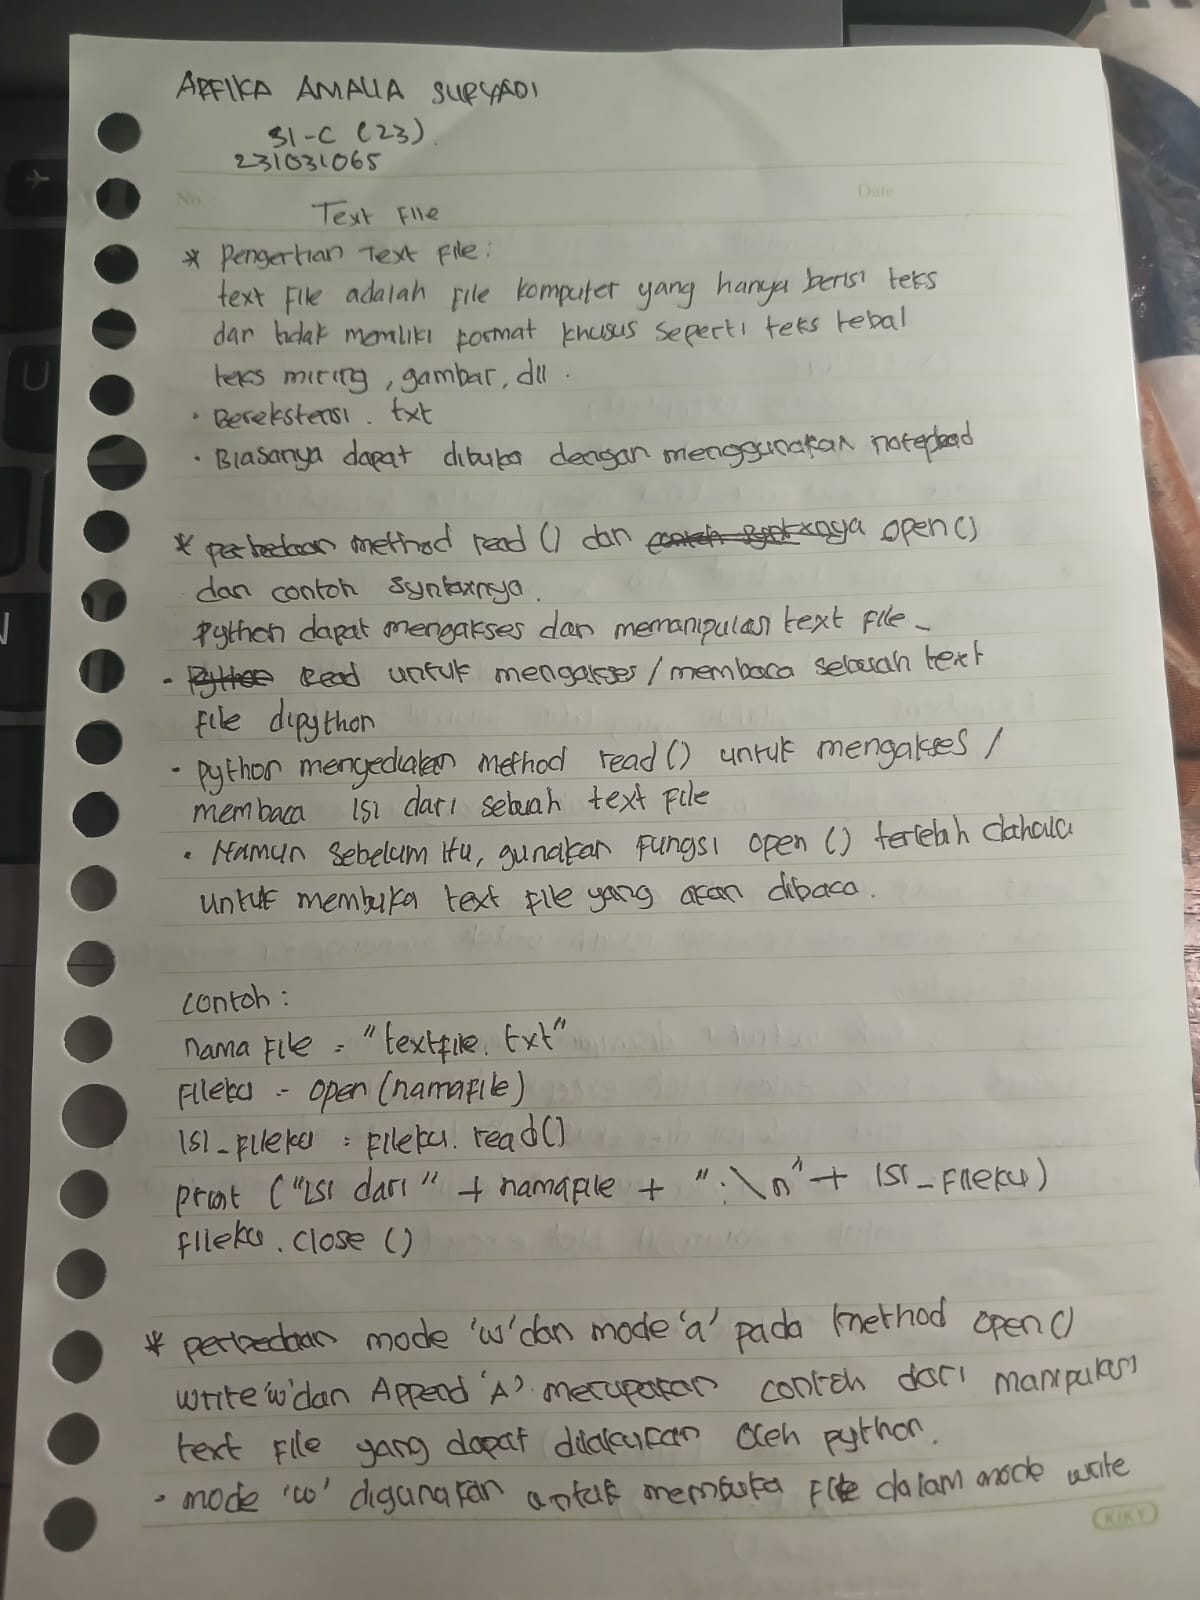 ARFIKA AMALIA SURYADI
SI-C (23).
231031065
No. Date
Text File
* Pengertian Text File :
text File adalah File komputer yang hanya berisi teks
dan tidak memliki format khusus seperti teks tebal
teks miring , gambar, dll .
· Berekstensi . txt
· Biasanya dapat dibuka dengan menggunakan notepad
* perbedaan method read () dan contoh syntxnya open()
dan contoh syntaxnya.
Python dapat mengakses dan memanipulasi text File -
· Python Read untuk mengakses / membaca sebuah text
file dipython
· python menyediakan method read () untuk mengakses /
membaca isi dari sebuah text File
· Namun sebelum itu, gunakan Fungsi open () terlebih dahulu
untuk membuka text File yang akan dibaca.
contoh :
nama File = "textfile. txt"
Fileku = open (namaFile)
isi_Fileku = Fileku. read()
print ("isi dari " + namaFile + " : \n" + isi_Fileku)
fileku . close ()
* perbedaan mode 'w' dan mode 'a' pada method open()
write 'w' dan Append 'A' merupakan contoh dari manipulasi
text File yang dapat dilakukan oleh python.
· mode 'w' digunakan untuk membuka File dalam mode write
KIKY